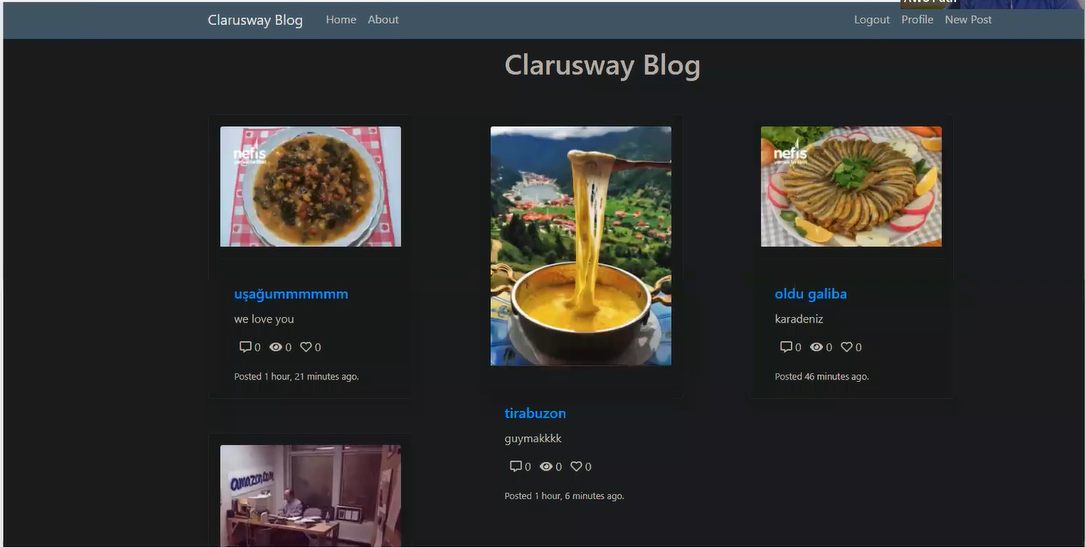 Clarusway Blog Home About Logout Profile New Post
Clarusway Blog
nefis
uşağummmmmm
we love you
0 0 0
Posted 1 hour, 21 minutes ago.
tirabuzon
guymakkkk
0 0 0
Posted 1 hour, 6 minutes ago.
nefis
oldu galiba
karadeniz
0 0 0
Posted 46 minutes ago.
amazon.com